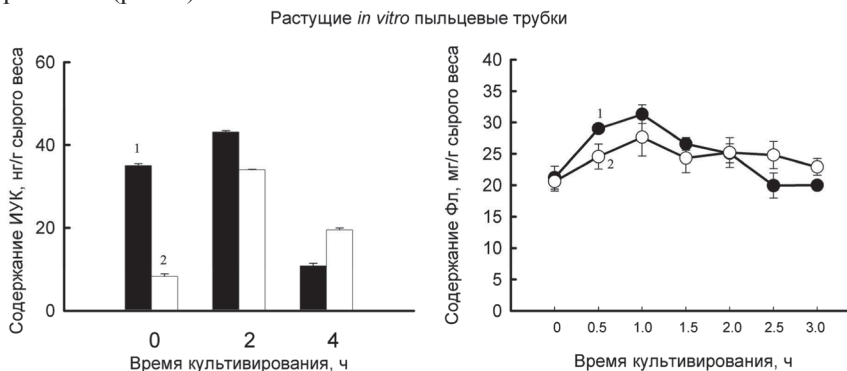 Растущие in vitro пыльцевые трубки
Содержание ИУК, нг/г сырого веса
60
40
20
0
1
2
0 2 4
Время культивирования, ч
Содержание Фл, мг/г сырого веса
40
35
30
25
20
15
10
5
0
1
2
0 0.5 1.0 1.5 2.0 2.5 3.0
Время культивирования, ч